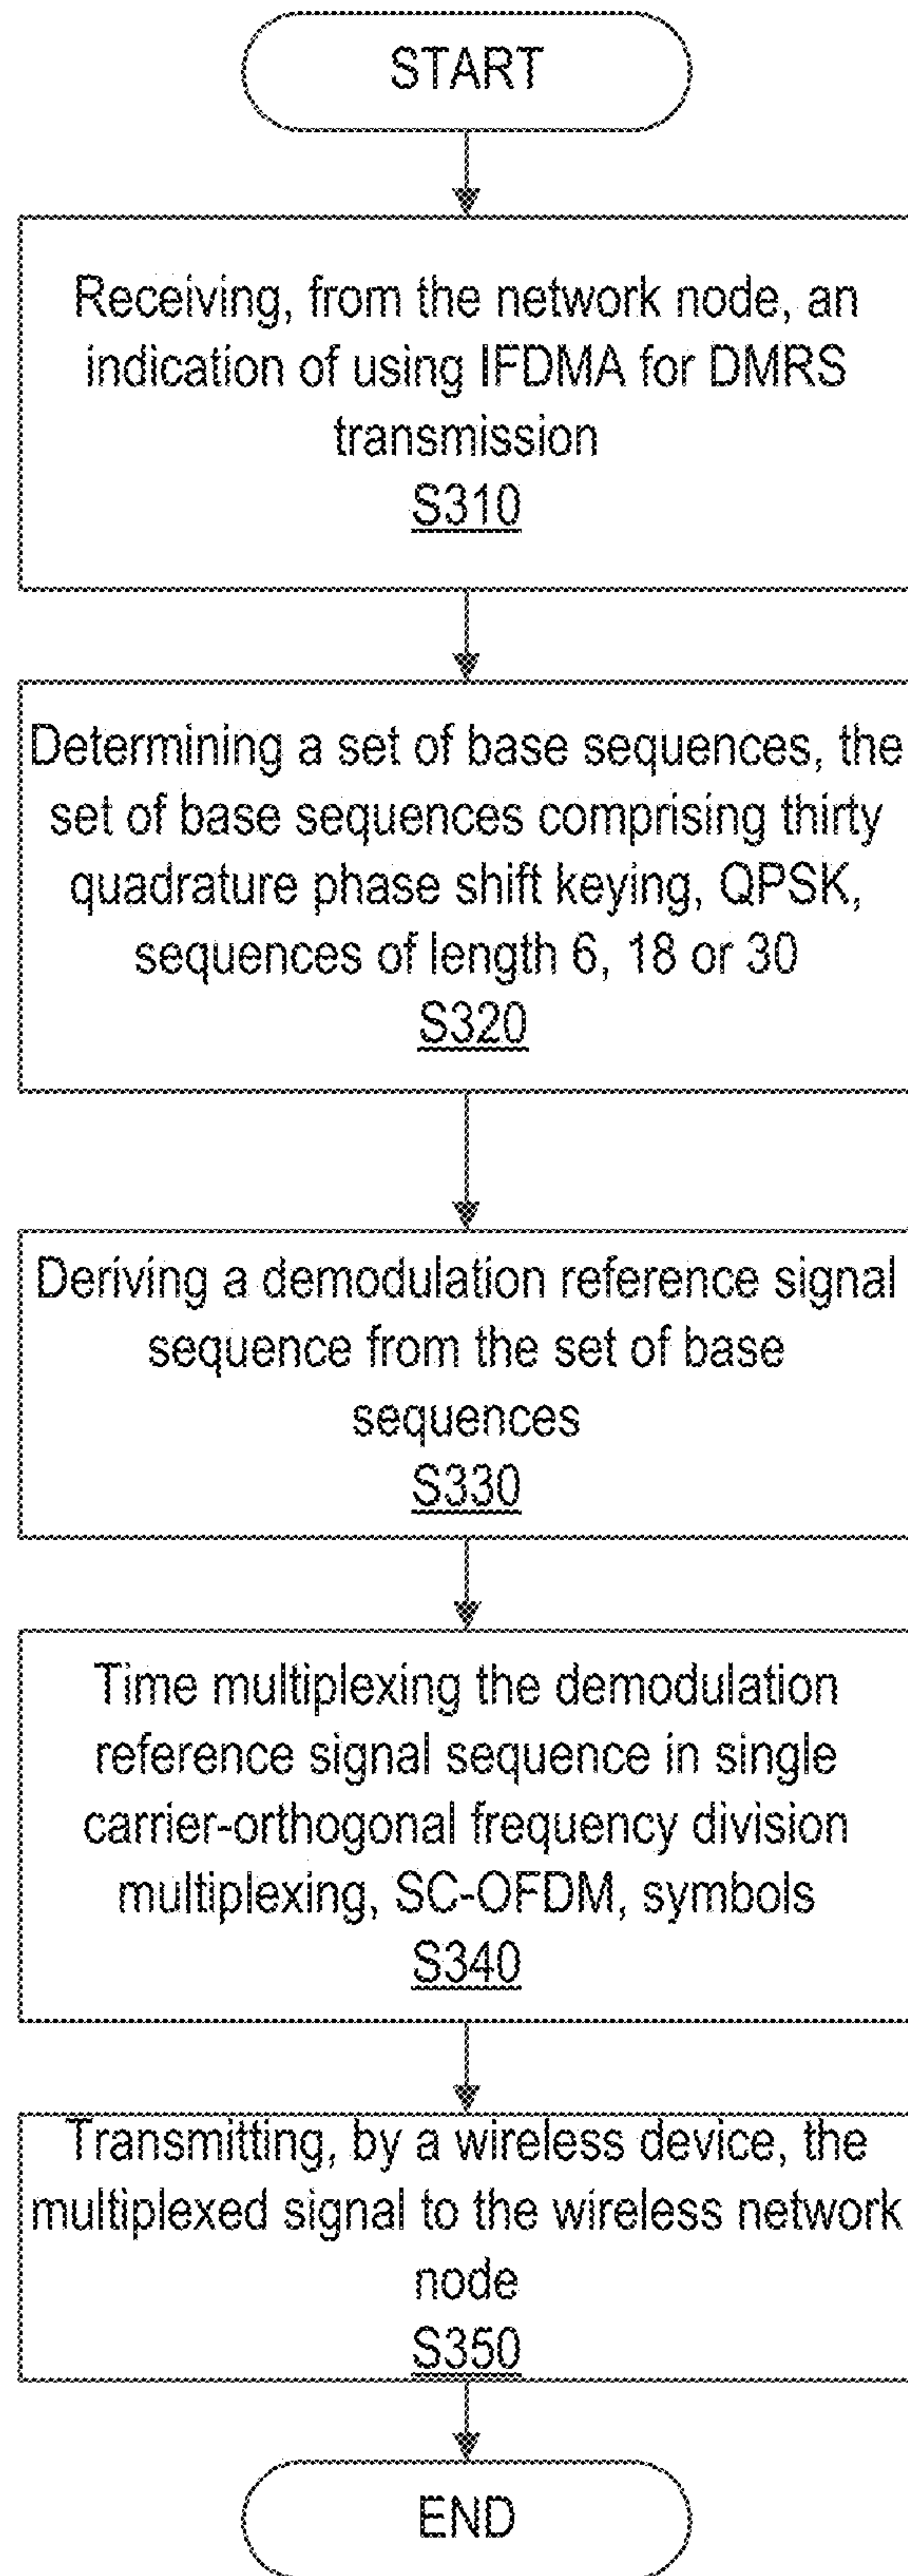 START
Receiving, from the network node, an
indication of using IFDMA for DMRS
transmission
S310
Determining a set of base sequences, the
set of base sequences comprising thirty
quadrature phase shift keying, QPSK,
sequences of length 6, 18 or 30
S320
Deriving a demodulation reference signal
sequence from the set of base
sequences
S330
Time multiplexing the demodulation
reference signal sequence in single
carrier-orthogonal frequency division
multiplexing, SC-OFDM, symbols
S340
Transmitting, by a wireless device, the
multiplexed signal to the wireless network
node
S350
END